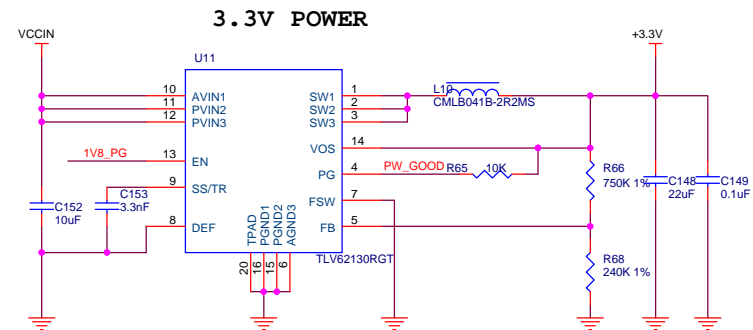 3.3V POWER
VCCIN
+3.3V
U11
10 AVIN1 SW1 1
11 PVIN2 SW2 2
12 PVIN3 SW3 3
L10
CMLB041B-2R2MS
VOS 14
1V8_PG 13 EN
PG 4 PW_GOOD R65 10K
R66
750K 1%
C148
22uF
C149
0.1uF
C153
3.3nF
9 SS/TR
FSW 7
C152
10uF
8 DEF
FB 5
TPAD
PGND1
PGND2
AGND3
20
16
15
6
TLV62130RGT
R68
240K 1%